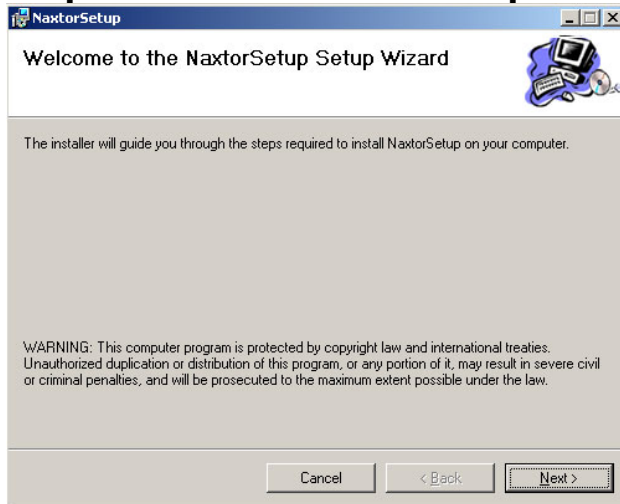 NaxtorSetup
Welcome to the NaxtorSetup Setup Wizard
The installer will guide you through the steps required to install NaxtorSetup on your computer.
WARNING: This computer program is protected by copyright law and international treaties.
Unauthorized duplication or distribution of this program, or any portion of it, may result in severe civil
or criminal penalties, and will be prosecuted to the maximum extent possible under the law.
Cancel
< Back
Next >